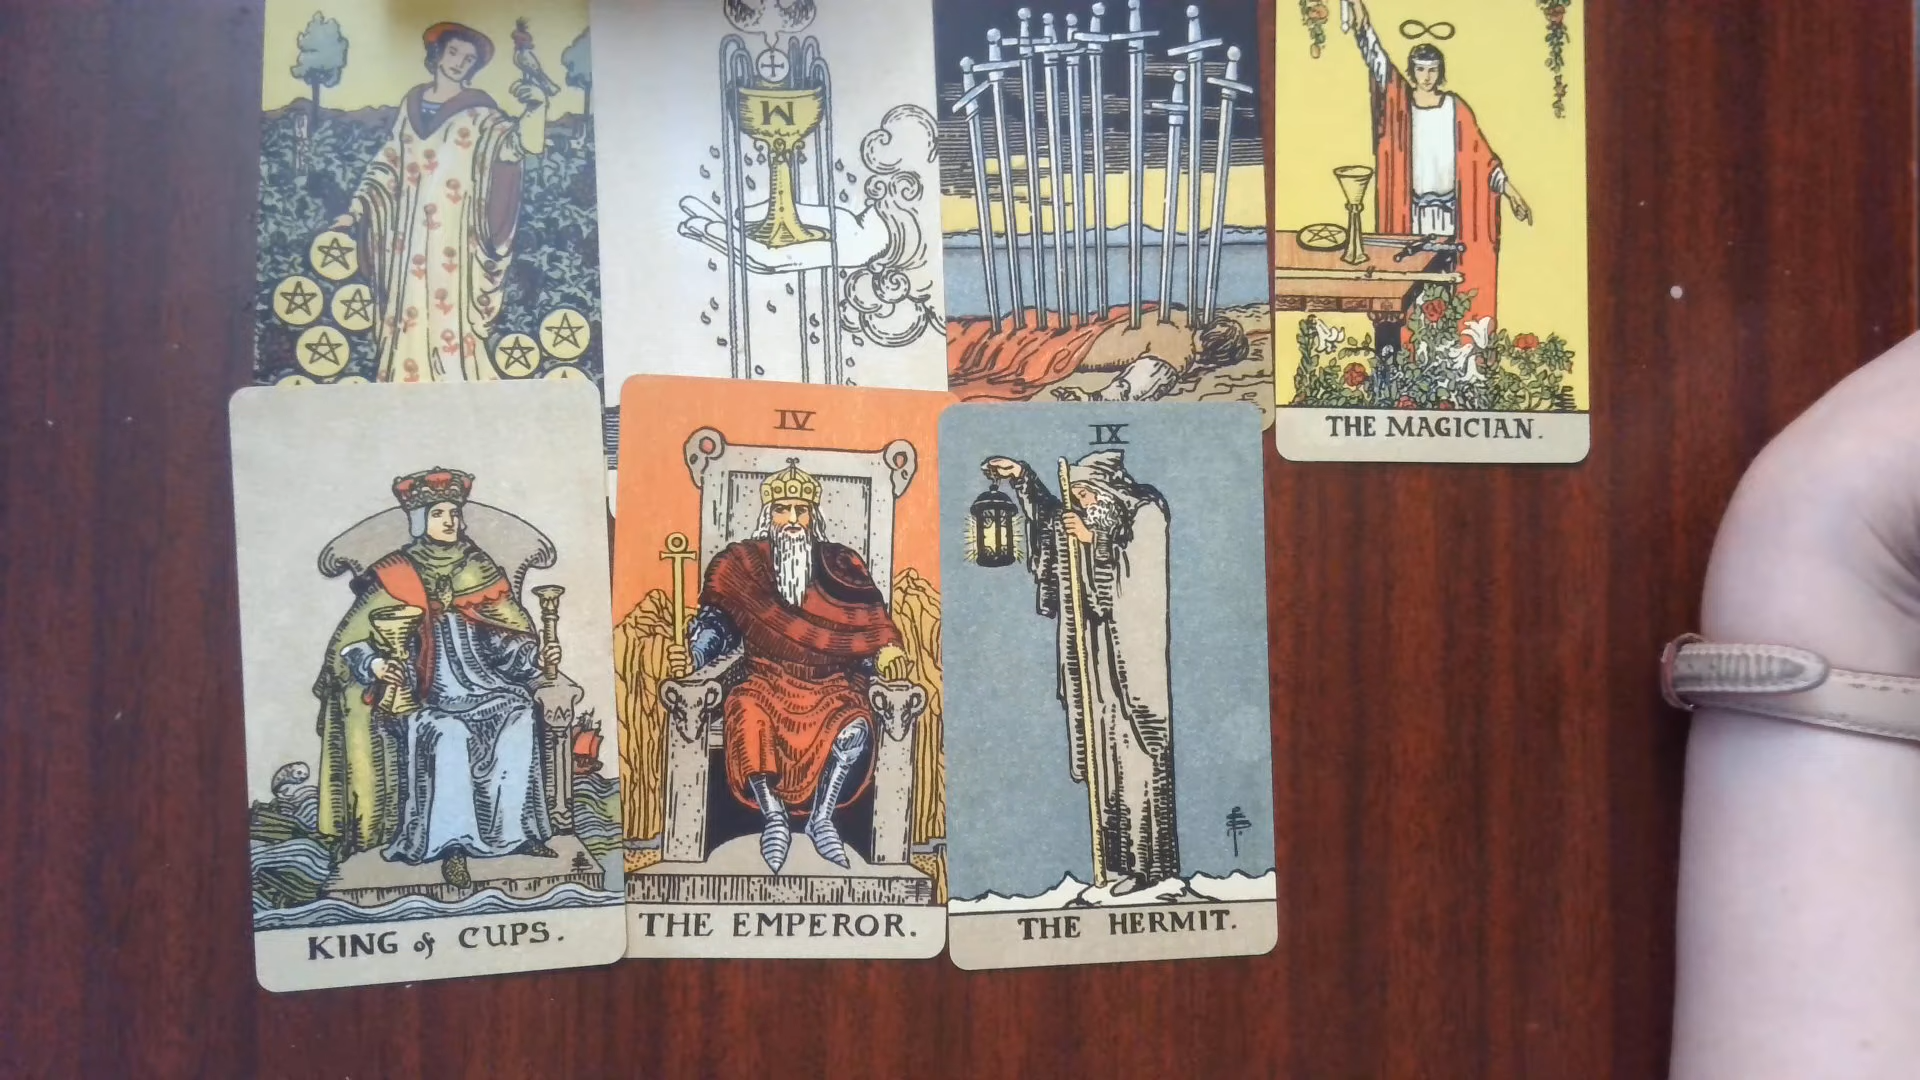 THE MAGICIAN.
IV
IX
KING of CUPS.
THE EMPEROR.
THE HERMIT.
W